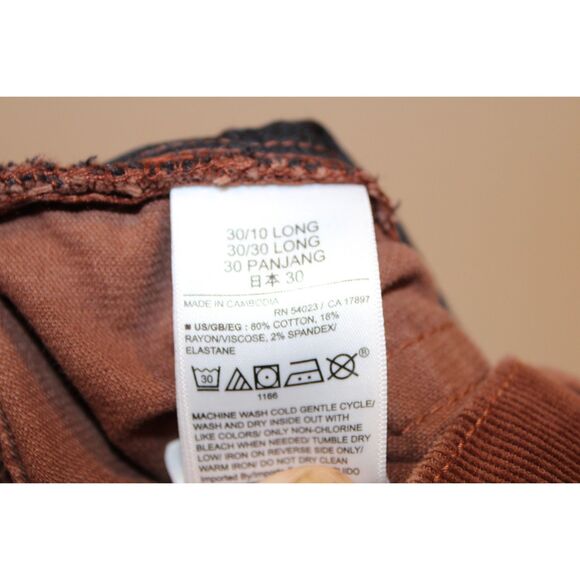 30/10 LONG
30/30 LONG
30 PANJANG
日本 30
MADE IN CAMBODIA
RN 54023 / CA 17897
■ US/GB/EG : 80% COTTON, 18%
RAYON/VISCOSE, 2% SPANDEX/
ELASTANE
30
®
1186
MACHINE WASH COLD GENTLE CYCLE/
WASH AND DRY INSIDE OUT WITH
LIKE COLORS/ ONLY NON-CHLORINE
BLEACH WHEN NEEDED/ TUMBLE DRY
LOW/ IRON ON REVERSE SIDE ONLY/
WARM IRON/ DO NOT DRY CLEAN
Imported By/